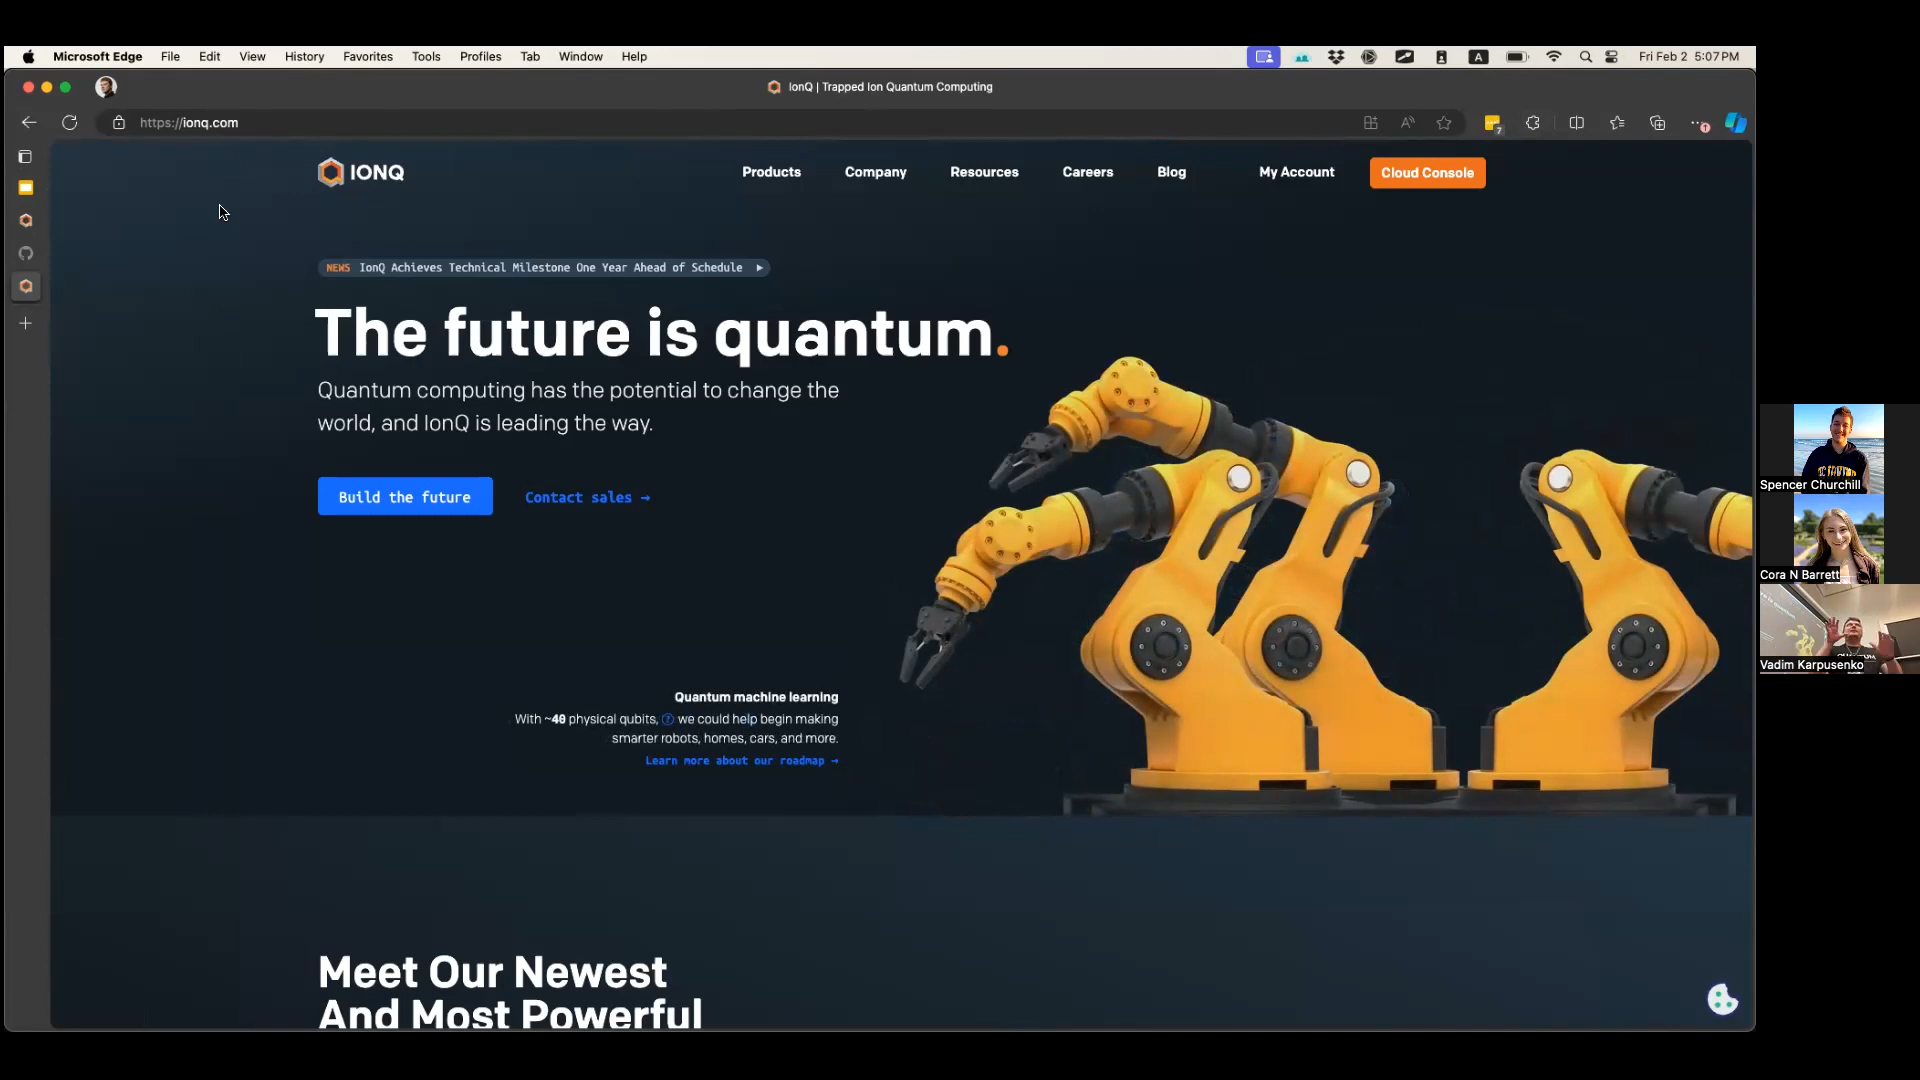 Microsoft Edge File Edit View History Favorites Tools Profiles Tab Window Help
A
Fri Feb 2 5:07 PM
IonQ | Trapped Ion Quantum Computing
https://ionq.com
7
IONQ
Products Company Resources Careers Blog My Account Cloud Console
NEWS IonQ Achieves Technical Milestone One Year Ahead of Schedule
The future is quantum.
Quantum computing has the potential to change the
world, and IonQ is leading the way.
Build the future
Contact sales →
Quantum machine learning
With ~40 physical qubits, ? we could help begin making
smarter robots, homes, cars, and more.
Learn more about our roadmap →
Meet Our Newest
And Most Powerful
Spencer Churchill
Cora N Barrett
Vadim Karpusenko